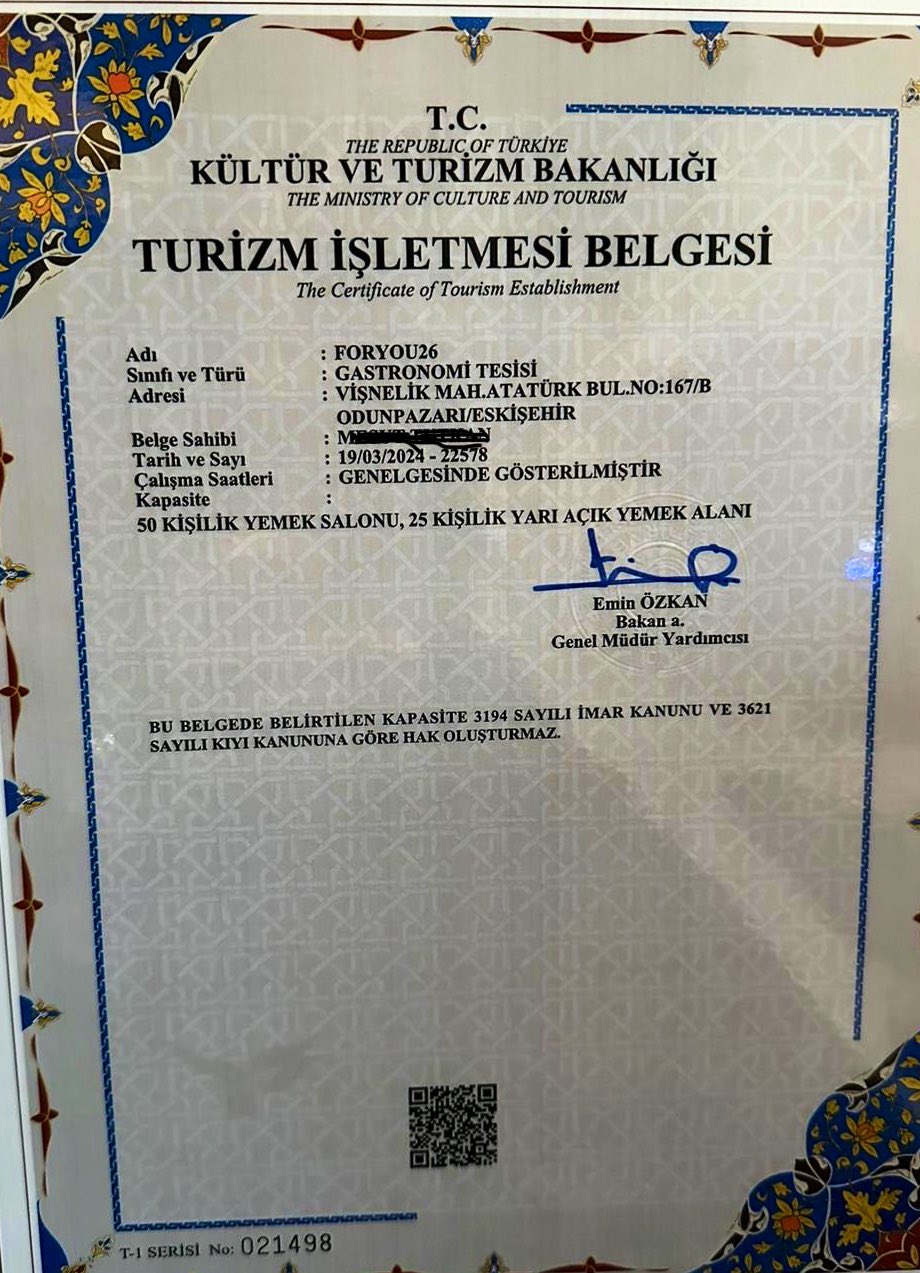 T.C.
THE REPUBLIC OF TÜRKİYE
KÜLTÜR VE TURİZM BAKANLIĞI
THE MINISTRY OF CULTURE AND TOURISM
TURİZM İŞLETMESİ BELGESİ
The Certificate of Tourism Establishment
Adı : FORYOU26
Sınıfı ve Türü : GASTRONOMİ TESİSİ
Adresi : VİŞNELİK MAH.ATATÜRK BUL.NO:167/B
ODUNPAZARI/ESKİŞEHİR
Belge Sahibi :
Tarih ve Sayı : 19/03/2024 - 22578
Çalışma Saatleri : GENELGESİNDE GÖSTERİLMİŞTİR
Kapasite :
50 KİŞİLİK YEMEK SALONU, 25 KİŞİLİK YARI AÇIK YEMEK ALANI
Emin ÖZKAN
Bakan a.
Genel Müdür Yardımcısı
BU BELGEDE BELİRTİLEN KAPASİTE 3194 SAYILI İMAR KANUNU VE 3621
SAYILI KIYI KANUNUNA GÖRE HAK OLUŞTURMAZ.
T-1 SERİSİ No: 021498